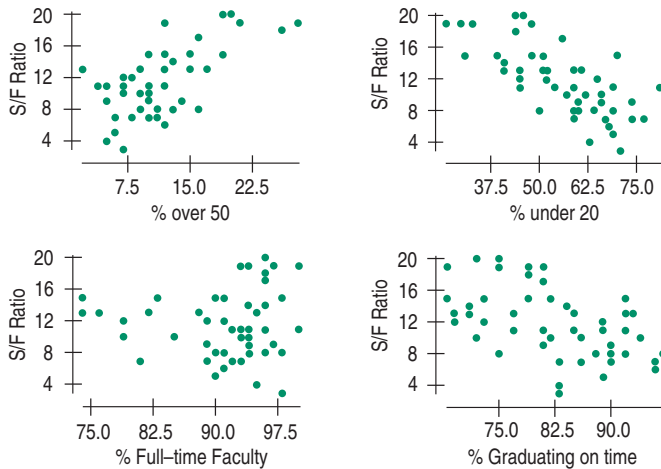 S/F Ratio
20
16
12
8
4
7.5 15.0 22.5
% over 50
S/F Ratio
20
16
12
8
4
37.5 50.0 62.5 75.0
% under 20
S/F Ratio
20
16
12
8
4
75.0 82.5 90.0 97.5
% Full–time Faculty
S/F Ratio
20
16
12
8
4
75.0 82.5 90.0
% Graduating on time